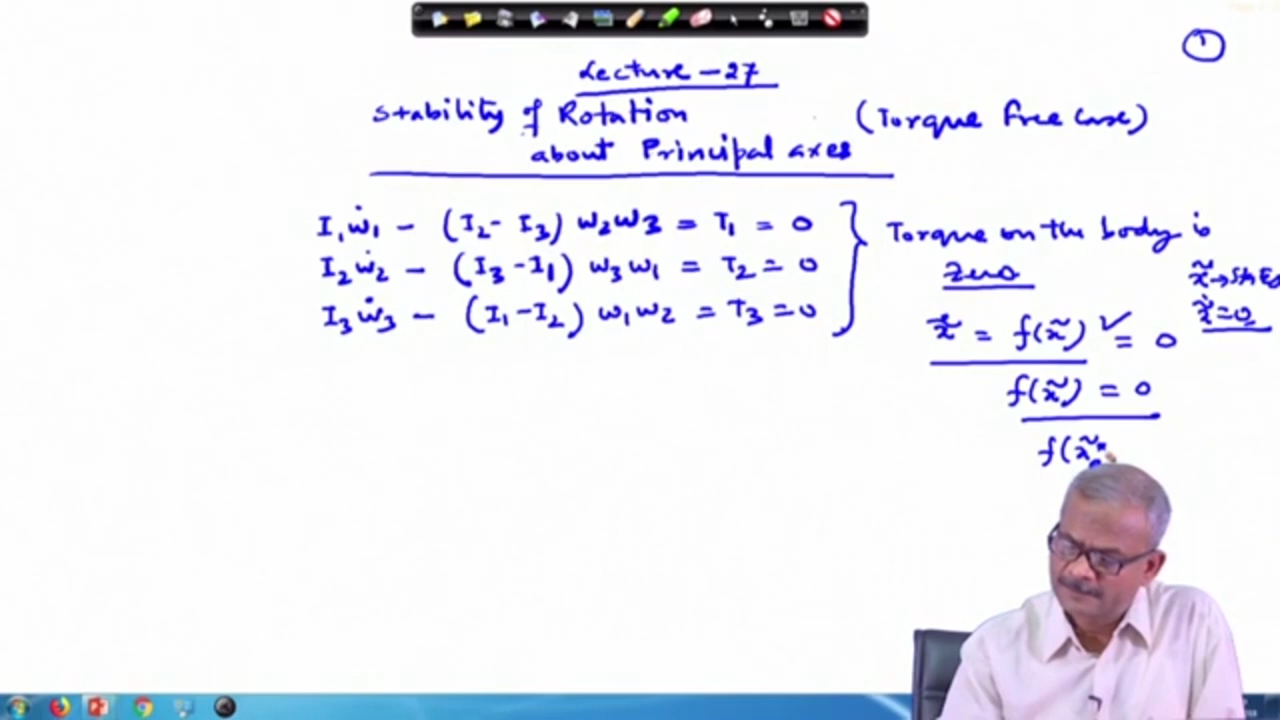 ①
Lecture - 27
Stability of Rotation (Torque Free Case)
about Principal axes
I₁ẇ₁ - (I₂ - I₃) w₂w₃ = T₁ = 0
I₂ẇ₂ - (I₃ - I₁) w₃w₁ = T₂ = 0
I₃ẇ₃ - (I₁ - I₂) w₁w₂ = T₃ = 0
Torque on the body is
zero
ẋ = 0
ẋ̃ = f(x̃) ✓ = 0
f(x̃) = 0
f(x̃*